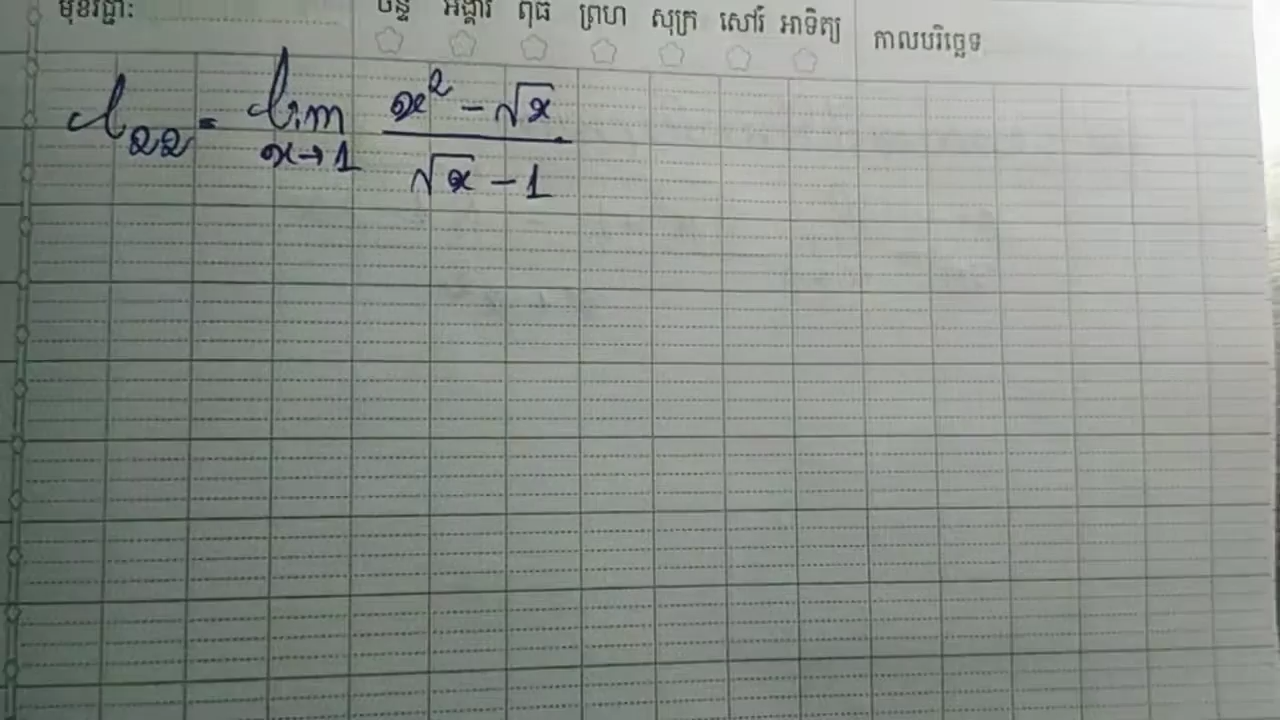 មុខវិជ្ជា: ចន្ទ អង្គារ ពុធ ព្រហ សុក្រ សៅរ៍ អាទិត្យ កាលបរិច្ឆេទ
l₂₂ = lim x→1 (x² - √x) / (√x - 1)